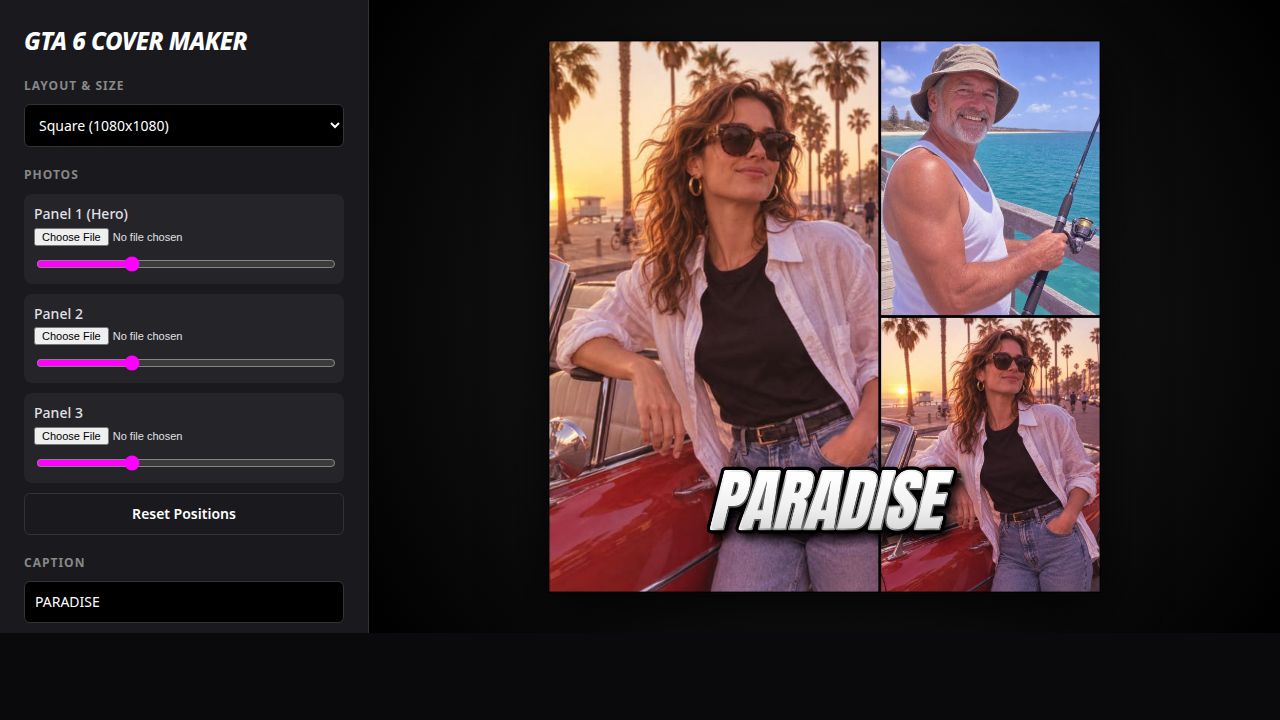 GTA 6 COVER MAKER
LAYOUT & SIZE
Square (1080x1080)
PHOTOS
Panel 1 (Hero)
Choose File No file chosen
Panel 2
Choose File No file chosen
Panel 3
Choose File No file chosen
Reset Positions
CAPTION
PARADISE
PARADISE